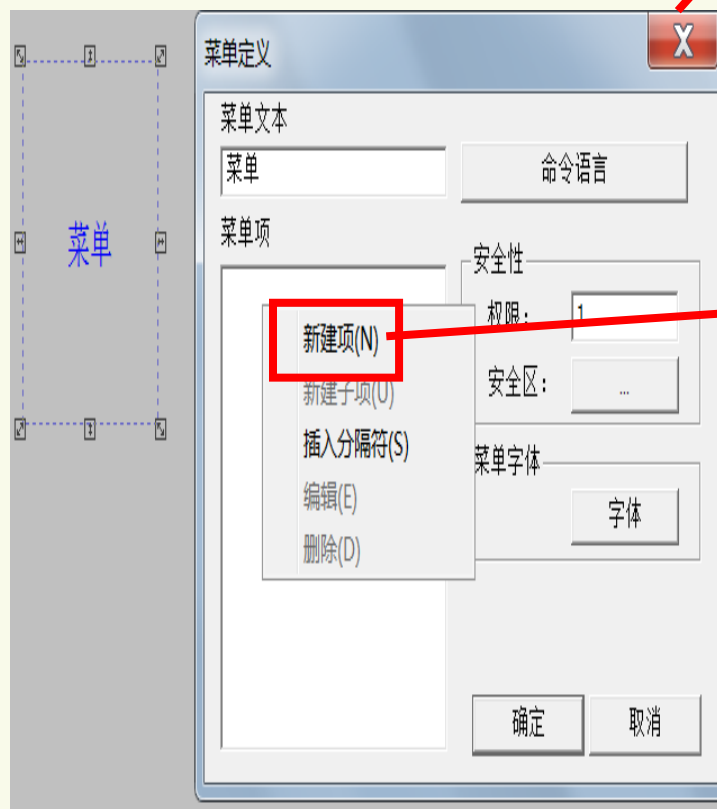 菜单
菜单定义
X
菜单文本
菜单
命令语言
菜单项
安全性
权限：
1
新建项(N)
新建子项(U)
安全区：
...
插入分隔符(S)
菜单字体
编辑(E)
字体
删除(D)
确定
取消